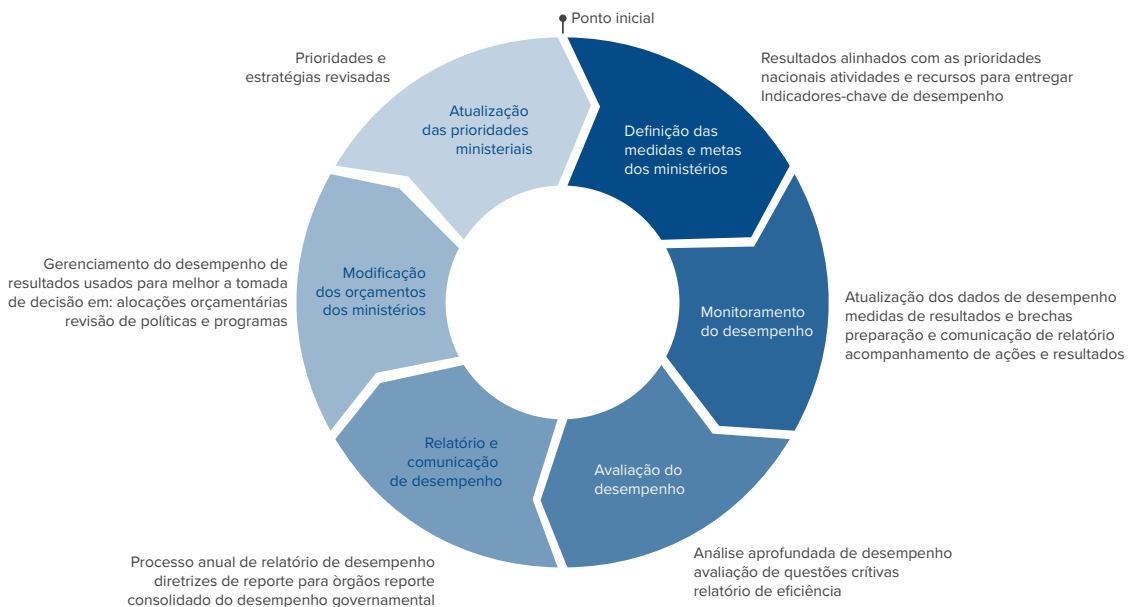 Ponto inicial
Resultados alinhados com as prioridades
nacionais atividades e recursos para entregar
Indicadores-chave de desempenho
Definição das
medidas e metas
dos ministérios
Atualização dos dados de desempenho
medidas de resultados e brechas
preparação e comunicação de relatório
acompanhamento de ações e resultados
Monitoramento
do desempenho
Análise aprofundada de desempenho
avaliação de questões crítivas
relatório de eficiência
Avaliação do
desempenho
Processo anual de relatório de desempenho
diretrizes de reporte para òrgãos reporte
consolidado do desempenho governamental
Relatório e
comunicação
de desempenho
Gerenciamento do desempenho de
resultados usados para melhor a tomada
de decisão em: alocações orçamentárias
revisão de políticas e programas
Modificação
dos orçamentos
dos ministérios
Prioridades e
estratégias revisadas
Atualização
das prioridades
ministeriais